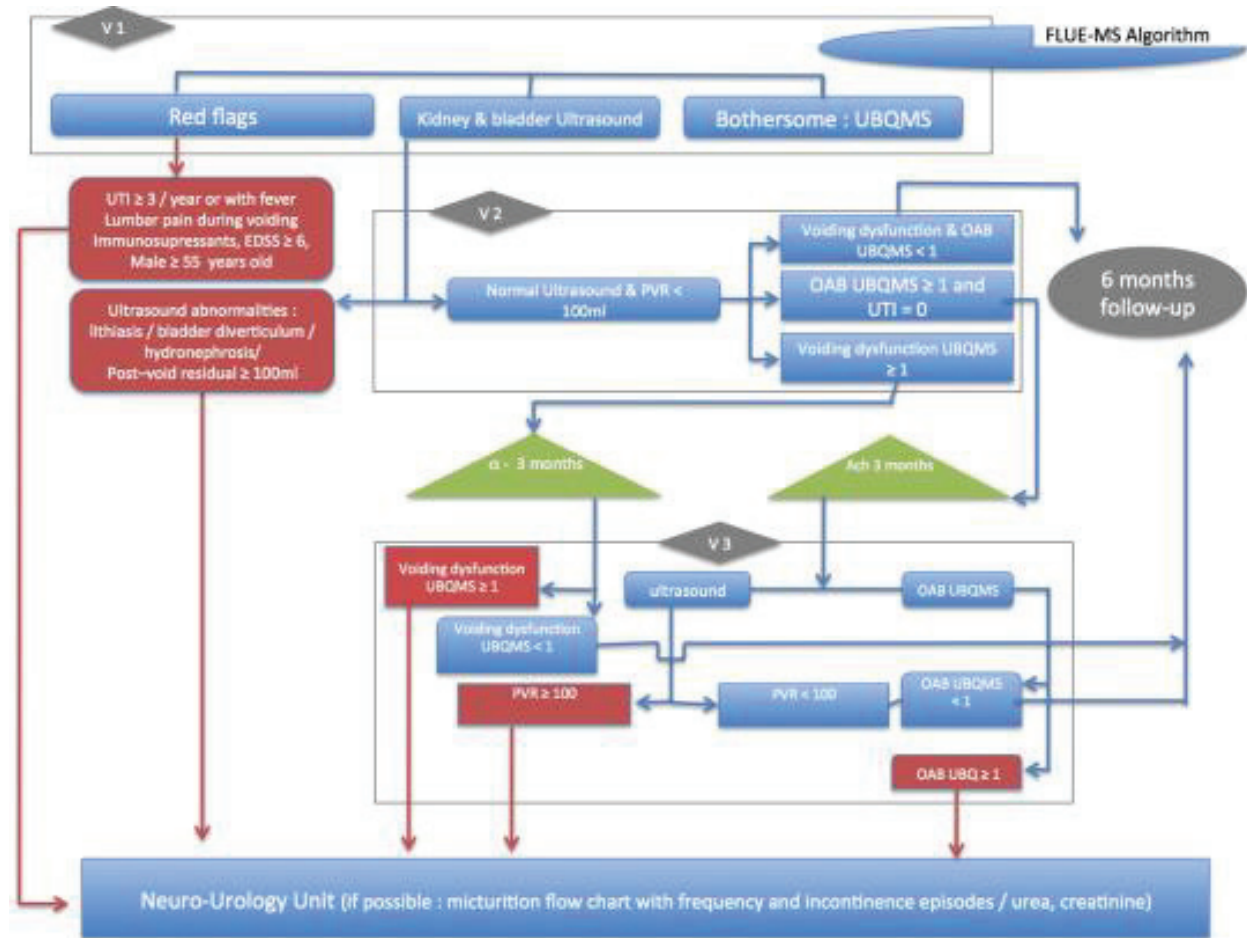 V 1
FLUE-MS Algorithm
Red flags
Kidney & bladder Ultrasound
Bothersome : UBQMS
UTI ≥ 3 / year or with fever
Lumbar pain during voiding
Immunosupressants, EDSS ≥ 6,
Male ≥ 55 years old
V 2
Voiding dysfunction & OAB
UBQMS < 1
6 months
follow-up
Normal Ultrasound & PVR <
100ml
OAB UBQMS ≥ 1 and
UTI = 0
Ultrasound abnormalities :
lithiasis / bladder diverticulum /
hydronephrosis/
Post-void residual ≥ 100ml
Voiding dysfunction UBQMS
≥ 1
α - 3 months
Ach 3 months
V 3
Voiding dysfunction
UBQMS ≥ 1
ultrasound
OAB UBQMS
Voiding dysfunction
UBQMS < 1
PVR ≥ 100
PVR < 100
OAB UBQMS
< 1
OAB UBQ ≥ 1
Neuro-Urology Unit (if possible : micturition flow chart with frequency and incontinence episodes / urea, creatinine)